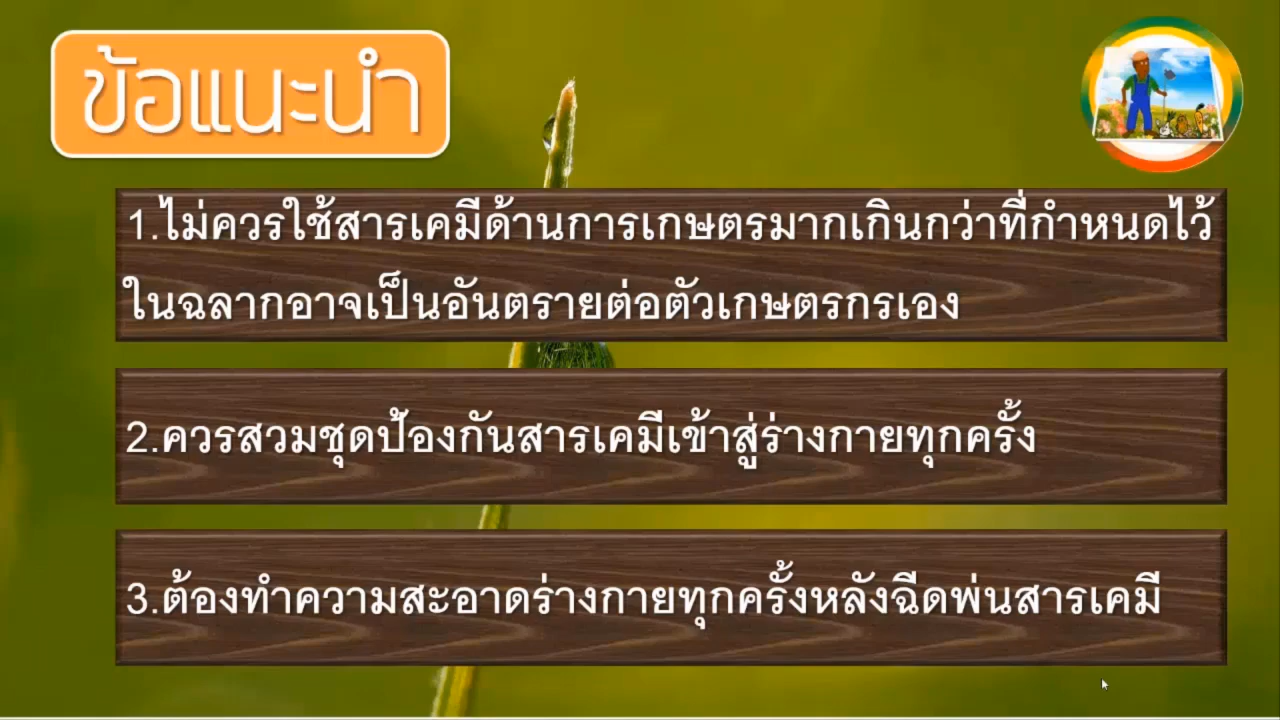 ข้อแนะนำ
1.ไม่ควรใช้สารเคมีด้านการเกษตรมากเกินกว่าที่กำหนดไว้
ในฉลากอาจเป็นอันตรายต่อตัวเกษตรกรเอง
2.ควรสวมชุดป้องกันสารเคมีเข้าสู่ร่างกายทุกครั้ง
3.ต้องทำความสะอาดร่างกายทุกครั้งหลังฉีดพ่นสารเคมี